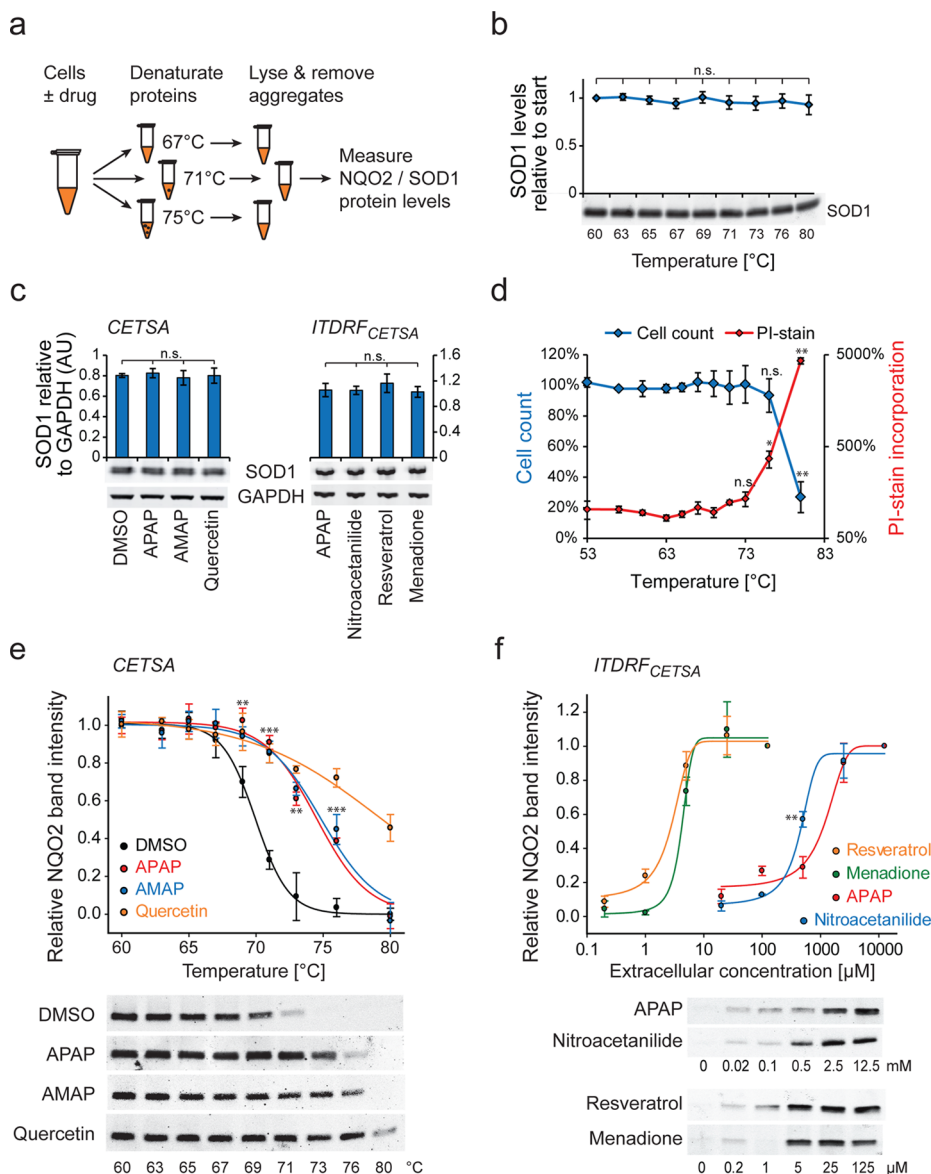 a
Cells
± drug
Denaturate
proteins
Lyse & remove
aggregates
67°C
71°C
75°C
Measure
NQO2 / SOD1
protein levels
b
SOD1 levels
relative to start
n.s.
1
0.5
0
SOD1
60 63 65 67 69 71 73 76 80
Temperature [°C]
c
CETSA
ITDRF CETSA
SOD1 relative
to GAPDH (AU)
n.s.
n.s.
1
0.8
0.6
0.4
0.2
0
1.6
1.2
0.8
0.4
0
SOD1
GAPDH
DMSO
APAP
AMAP
Quercetin
APAP
Nitroacetanilide
Resveratrol
Menadione
d
Cell count
PI-stain
Cell count
120%
100%
80%
60%
40%
20%
0%
n.s.
**
n.s
*
**
5000%
500%
50%
PI-stain incorporation
53 63 73 83
Temperature [°C]
e
CETSA
Relative NQO2 band intensity
1.0
0.8
0.6
0.4
0.2
0.0
**
***
**
***
DMSO
APAP
AMAP
Quercetin
60 65 70 75 80
Temperature [°C]
DMSO
APAP
AMAP
Quercetin
60 63 65 67 69 71 73 76 80 °C
f
ITDRF CETSA
Relative NQO2 band intensity
1.2
1.0
0.8
0.6
0.4
0.2
0.0
**
Resveratrol
Menadione
APAP
Nitroacetanilide
0.1 1 10 100 1000 10000
Extracellular concentration [µM]
APAP
Nitroacetanilide
0 0.02 0.1 0.5 2.5 12.5 mM
Resveratrol
Menadione
0 0.2 1 5 25 125 µM